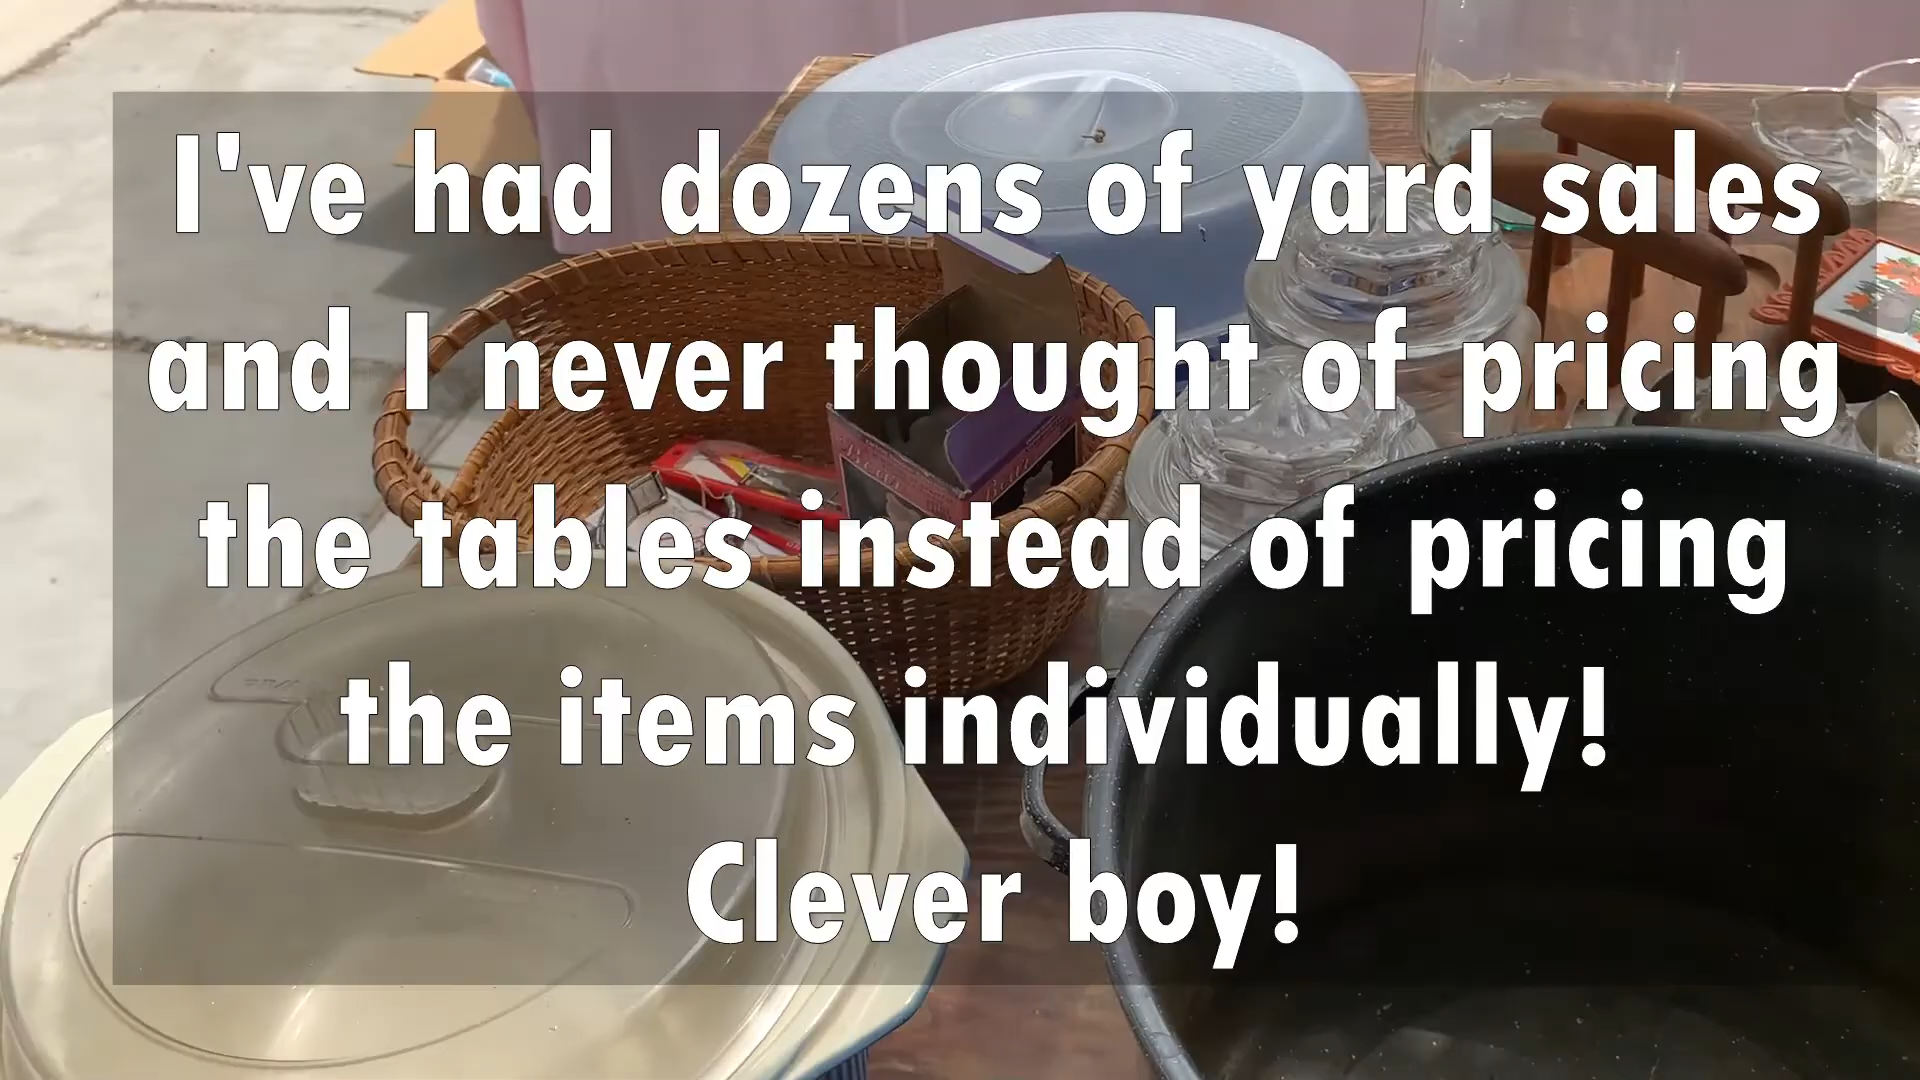 I've had dozens of yard sales
and I never thought of pricing
the tables instead of pricing
the items individually!
Clever boy!